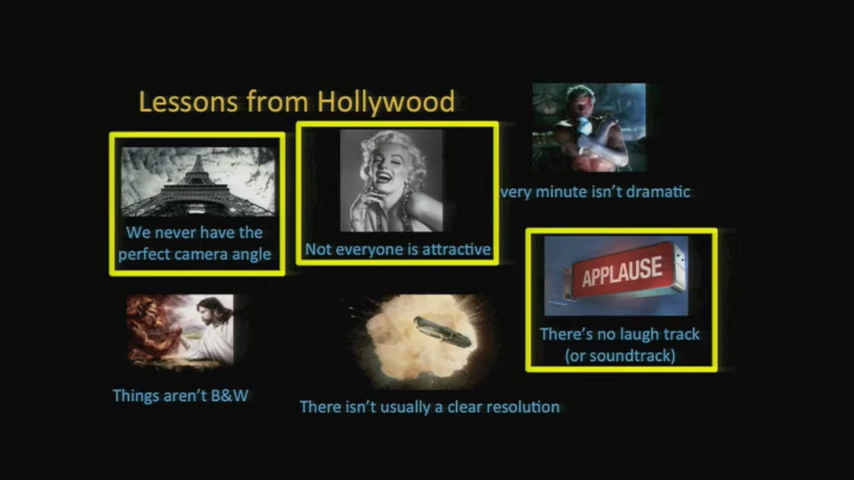 Lessons from Hollywood
We never have the
perfect camera angle
Not everyone is attractive
very minute isn't dramatic
APPLAUSE
There's no laugh track
(or soundtrack)
Things aren't B&W
There isn't usually a clear resolution